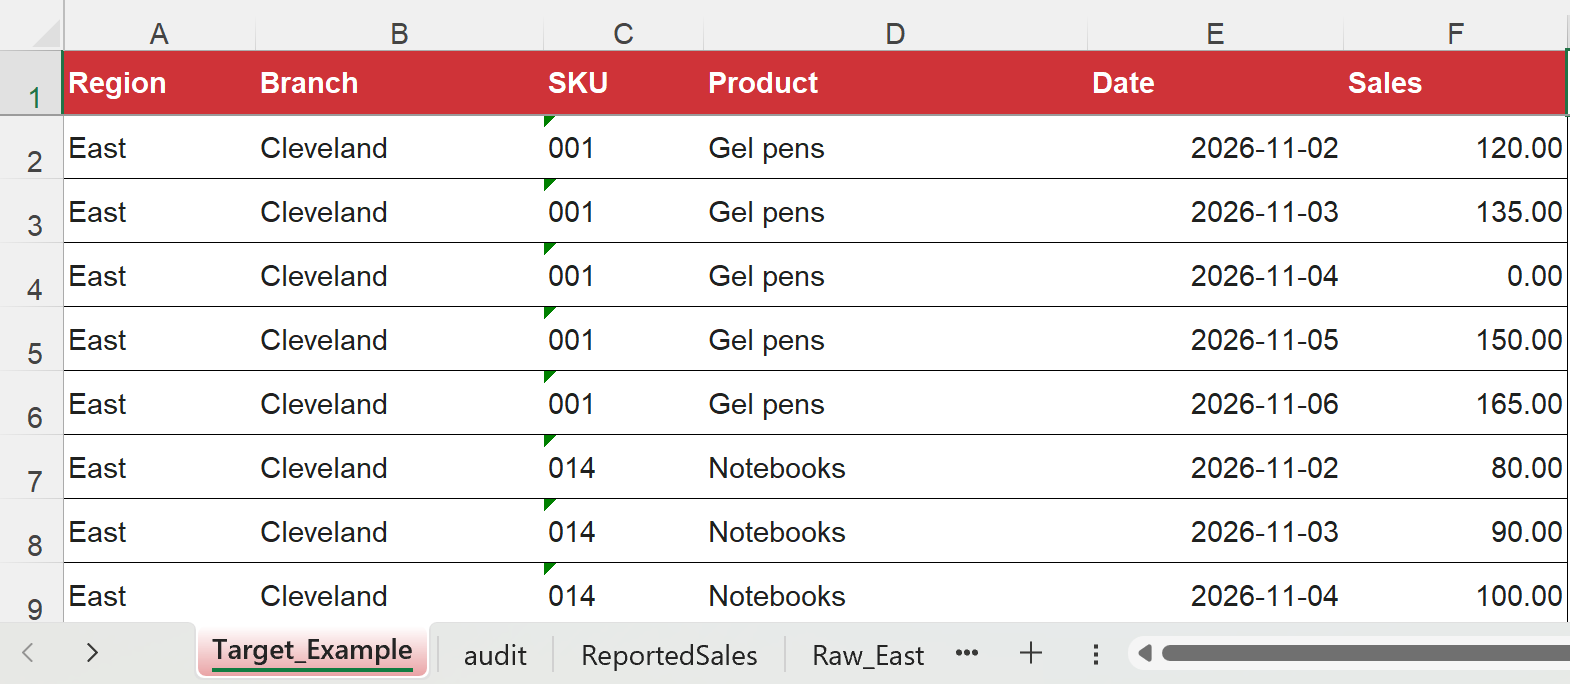 A B C D E F
1 Region Branch SKU Product Date Sales
2 East Cleveland 001 Gel pens 2026-11-02 120.00
3 East Cleveland 001 Gel pens 2026-11-03 135.00
4 East Cleveland 001 Gel pens 2026-11-04 0.00
5 East Cleveland 001 Gel pens 2026-11-05 150.00
6 East Cleveland 001 Gel pens 2026-11-06 165.00
7 East Cleveland 014 Notebooks 2026-11-02 80.00
8 East Cleveland 014 Notebooks 2026-11-03 90.00
9 East Cleveland 014 Notebooks 2026-11-04 100.00
Target_Example audit ReportedSales Raw_East